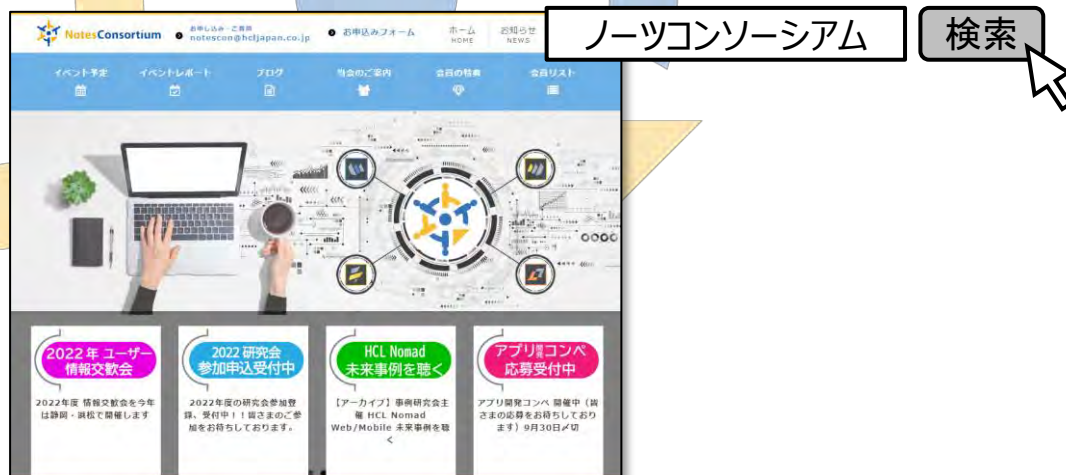 NotesConsortium
お申し込み・ご質問
notescon@hcljapan.co.jp
お申込みフォーム
ホーム
HOME
お知らせ
NEWS
ノーツコンソーシアム
検索
イベント予定
イベントレポート
ブログ
当会のご案内
会員の特典
会員リスト
2022年 ユーザー
情報交歓会
2022年度 情報交歓会を今年
は静岡・浜松で開催します
2022 研究会
参加申込受付中
2022年度の研究会参加登
録、受付中！！皆さまのご参
加をお待ちしております。
HCL Nomad
未来事例を聴く
【アーカイブ】事例研究会主
催 HCL Nomad
Web/Mobile 未来事例を聴
く
アプリ開発コンペ
応募受付中
アプリ開発コンペ 開催中（皆
さまの応募をお待ちしており
ます）9月30日〆切